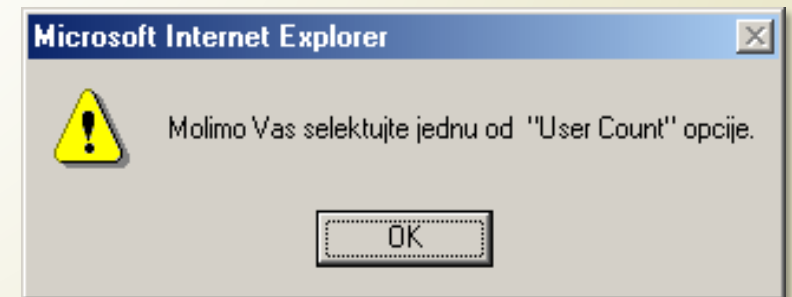 Microsoft Internet Explorer
Molimo Vas selektujte jednu od "User Count" opcije.
OK